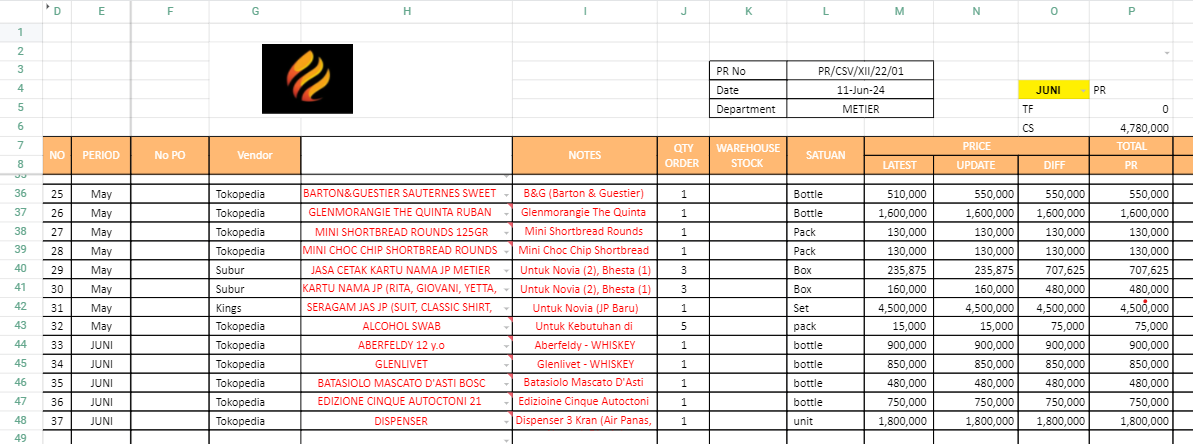 D E F G H I J K L M N O P
1
2
3 PR No PR/CSV/XII/22/01
4 Date 11-Jun-24 JUNI PR
5 Department METIER TF 0
6 CS 4,780,000
7 NO PERIOD No PO Vendor NOTES QTY ORDER WAREHOUSE STOCK SATUAN PRICE TOTAL
8 LATEST UPDATE DIFF PR
36 25 May Tokopedia BARTON&GUESTIER SAUTERNES SWEET B&G (Barton & Guestier) 1 Bottle 510,000 550,000 550,000 550,000
37 26 May Tokopedia GLENMORANGIE THE QUINTA RUBAN Glenmorangie The Quinta 1 Bottle 1,600,000 1,600,000 1,600,000 1,600,000
38 27 May Tokopedia MINI SHORTBREAD ROUNDS 125GR Mini Shortbread Rounds 1 Pack 130,000 130,000 130,000 130,000
39 28 May Tokopedia MINI CHOC CHIP SHORTBREAD ROUNDS Mini Choc Chip Shortbread 1 Pack 130,000 130,000 130,000 130,000
40 29 May Subur JASA CETAK KARTU NAMA JP METIER Untuk Novia (2), Bhesta (1) 3 Box 235,875 235,875 707,625 707,625
41 30 May Subur KARTU NAMA JP (RITA, GIOVANI, YETTA, Untuk Novia (2), Bhesta (1) 3 Box 160,000 160,000 480,000 480,000
42 31 May Kings SERAGAM JAS JP (SUIT, CLASSIC SHIRT, Untuk Novia (JP Baru) 1 Set 4,500,000 4,500,000 4,500,000 4,500,000
43 32 May Tokopedia ALCOHOL SWAB Untuk Kebutuhan di 5 pack 15,000 15,000 75,000 75,000
44 33 JUNI Tokopedia ABERFELDY 12 y.o Aberfeldy - WHISKEY 1 bottle 900,000 900,000 900,000 900,000
45 34 JUNI Tokopedia GLENLIVET Glenlivet - WHISKEY 1 bottle 850,000 850,000 850,000 850,000
46 35 JUNI Tokopedia BATASIOLO MASCATO D'ASTI BOSC Batasiolo Mascato D'Asti 1 bottle 480,000 480,000 480,000 480,000
47 36 JUNI Tokopedia EDIZIONE CINQUE AUTOCTONI 21 Edizioine Cinque Autoctoni 1 bottle 750,000 750,000 750,000 750,000
48 37 JUNI Tokopedia DISPENSER Dispenser 3 Kran (Air Panas, 1 unit 1,800,000 1,800,000 1,800,000 1,800,000
49